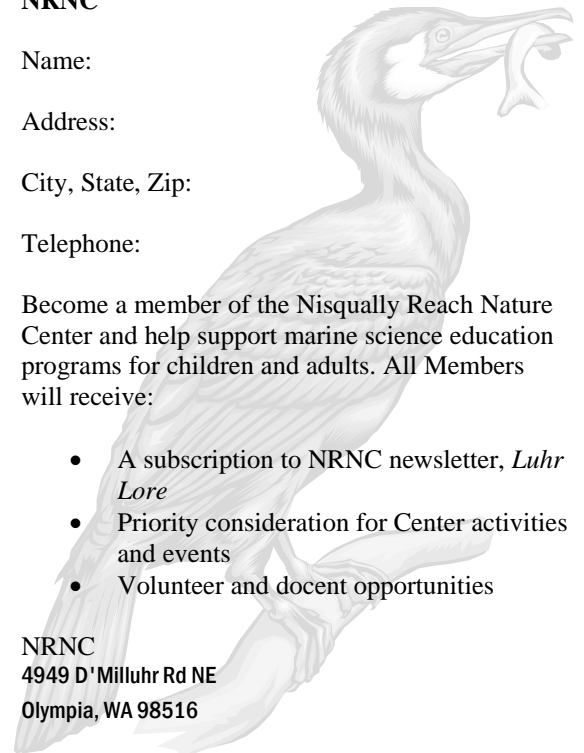 NRNC
Name:
Address:
City, State, Zip:
Telephone:
Become a member of the Nisqually Reach Nature
Center and help support marine science education
programs for children and adults. All Members
will receive:
• A subscription to NRNC newsletter, Luhr
Lore
• Priority consideration for Center activities
and events
• Volunteer and docent opportunities
NRNC
4949 D'Milluhr Rd NE
Olympia, WA 98516